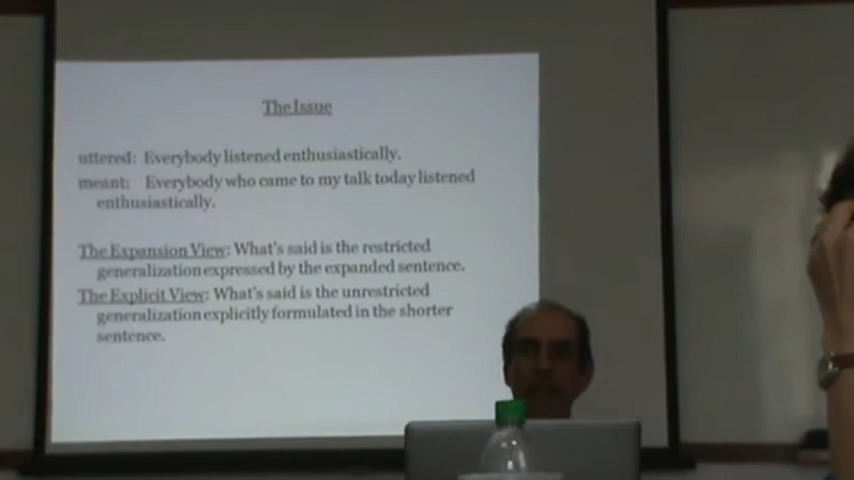 The Issue
uttered: Everybody listened enthusiastically.
meant: Everybody who came to my talk today listened
enthusiastically.
The Expansion View: What's said is the restricted
generalization expressed by the expanded sentence.
The Explicit View: What's said is the unrestricted
generalization explicitly formulated in the shorter
sentence.